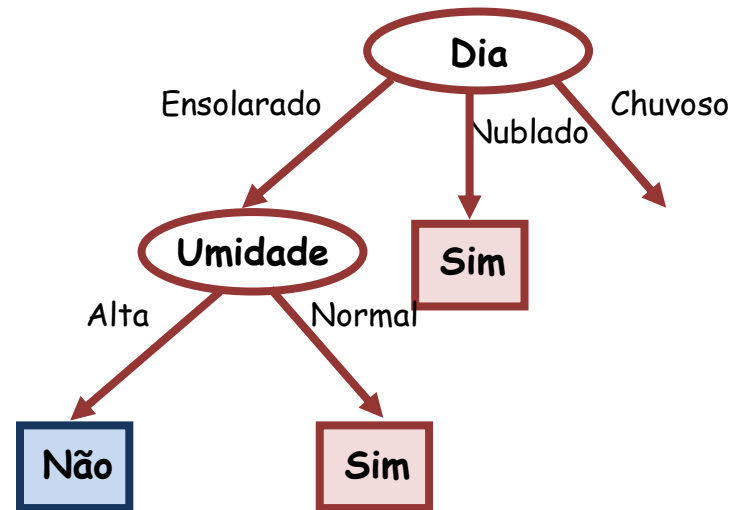 Dia
Ensolarado
Chuvoso
Nublado
Umidade
Sim
Alta
Normal
Não
Sim